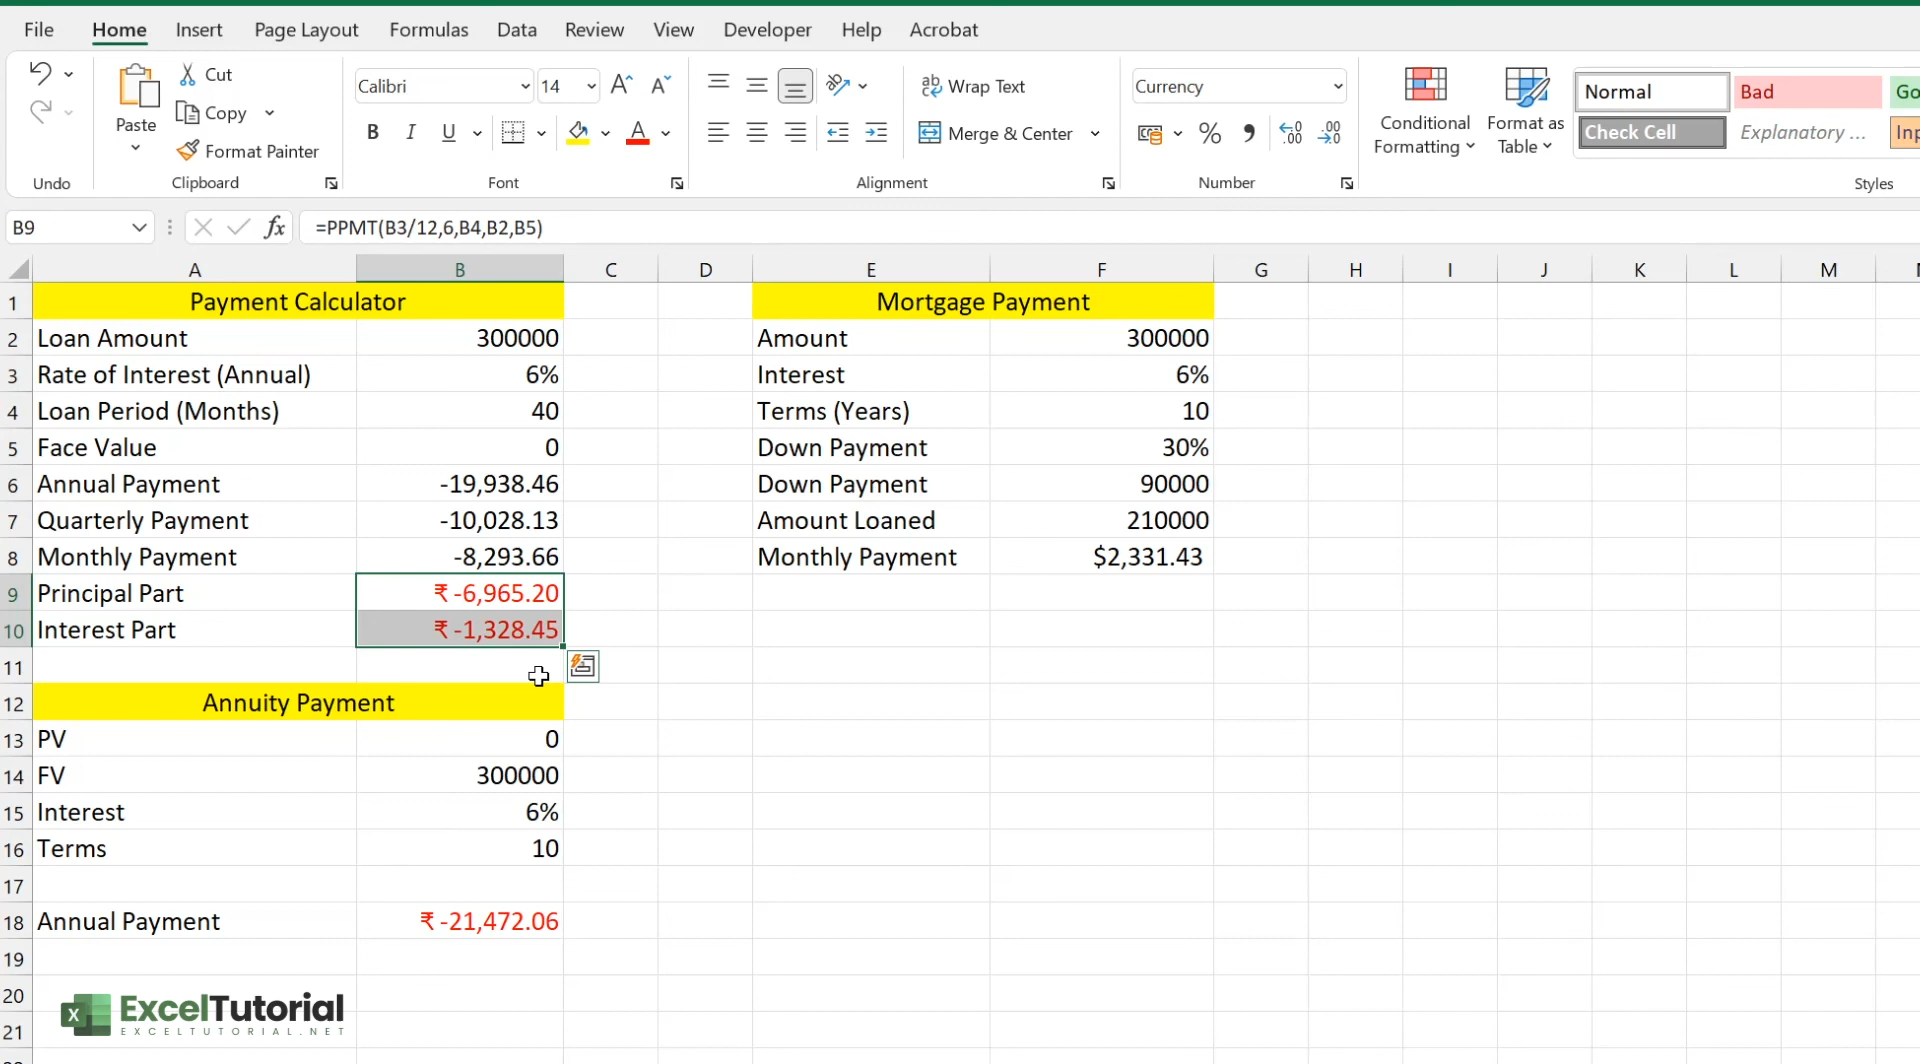 File Home Insert Page Layout Formulas Data Review View Developer Help Acrobat
Cut
Copy
Format Painter
Paste
Calibri 14
B I U
Wrap Text
Merge & Center
Currency
% .00 .00
Conditional Formatting
Format as Table
Normal Bad Go
Check Cell Explanatory ... Inp
Undo Clipboard Font Alignment Number Styles
B9 fx =PPMT(B3/12,6,B4,B2,B5)
A B C D E F G H I J K L M
1 Payment Calculator Mortgage Payment
2 Loan Amount 300000 Amount 300000
3 Rate of Interest (Annual) 6% Interest 6%
4 Loan Period (Months) 40 Terms (Years) 10
5 Face Value 0 Down Payment 30%
6 Annual Payment -19,938.46 Down Payment 90000
7 Quarterly Payment -10,028.13 Amount Loaned 210000
8 Monthly Payment -8,293.66 Monthly Payment $2,331.43
9 Principal Part ₹ -6,965.20
10 Interest Part ₹ -1,328.45
11
12 Annuity Payment
13 PV 0
14 FV 300000
15 Interest 6%
16 Terms 10
17
18 Annual Payment ₹ -21,472.06
19
20
21
X ExcelTutorial
EXCELTUTORIAL.NET